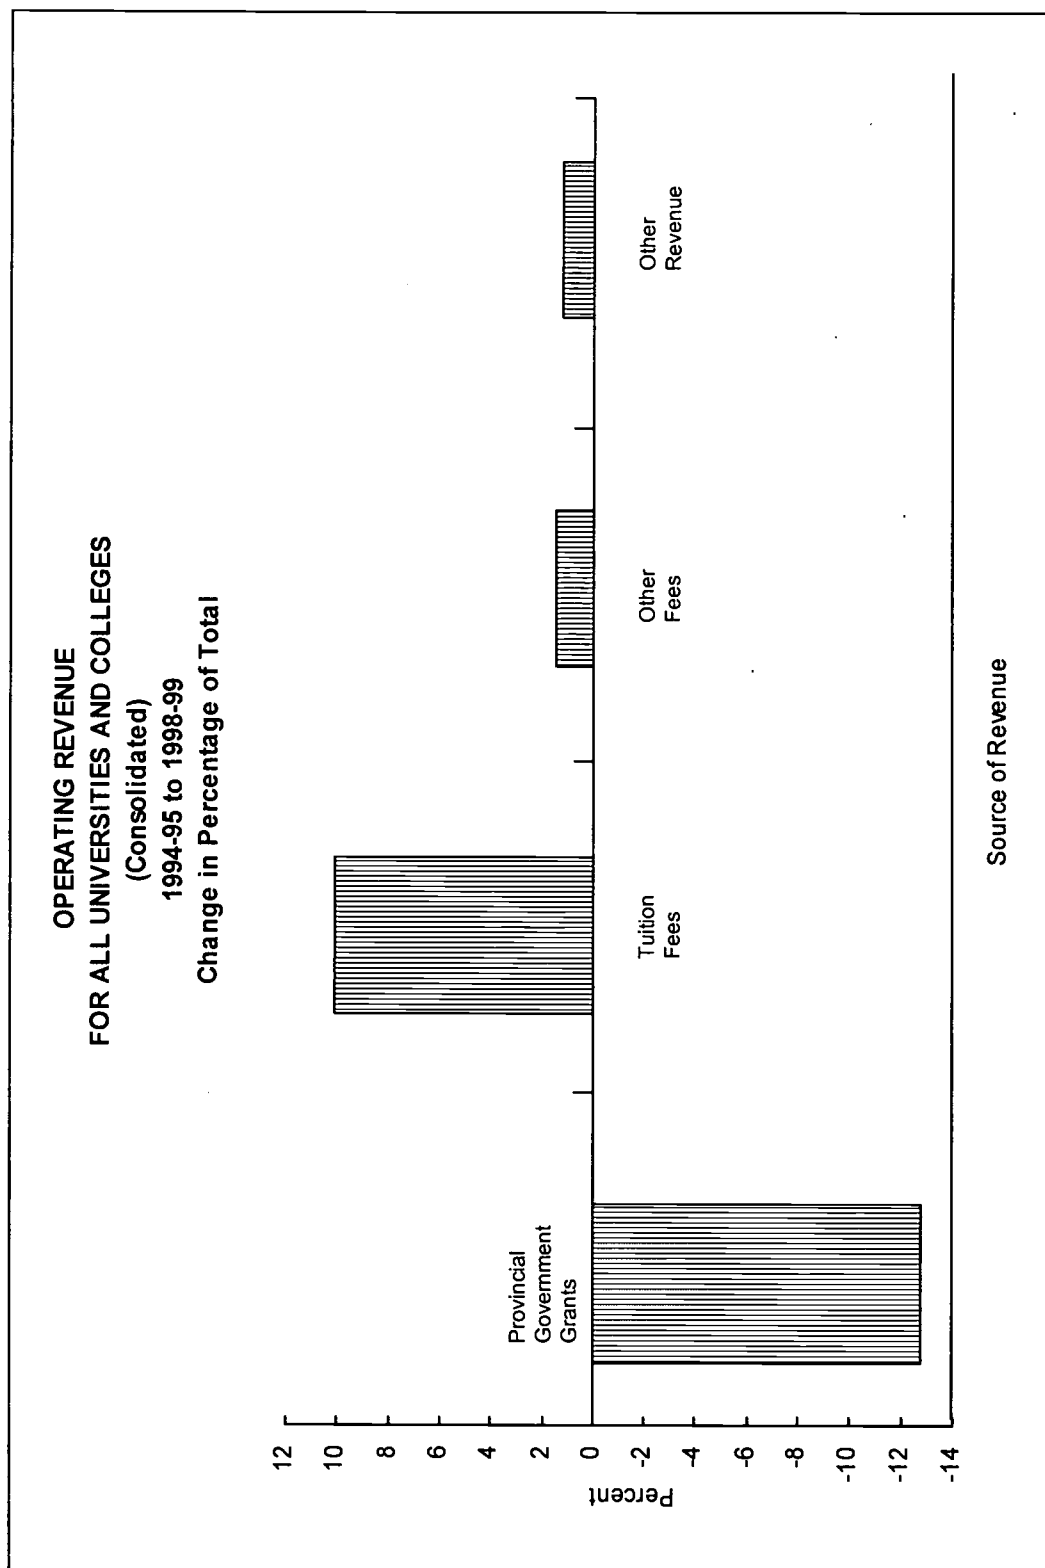 OPERATING REVENUE
FOR ALL UNIVERSITIES AND COLLEGES
(Consolidated)
1994-95 to 1998-99
Change in Percentage of Total
12
10
8
6
4
2
0
-2
-4
-6
-8
-10
-12
-14
Percent
Provincial
Government
Grants
Tuition
Fees
Other
Fees
Other
Revenue
Source of Revenue